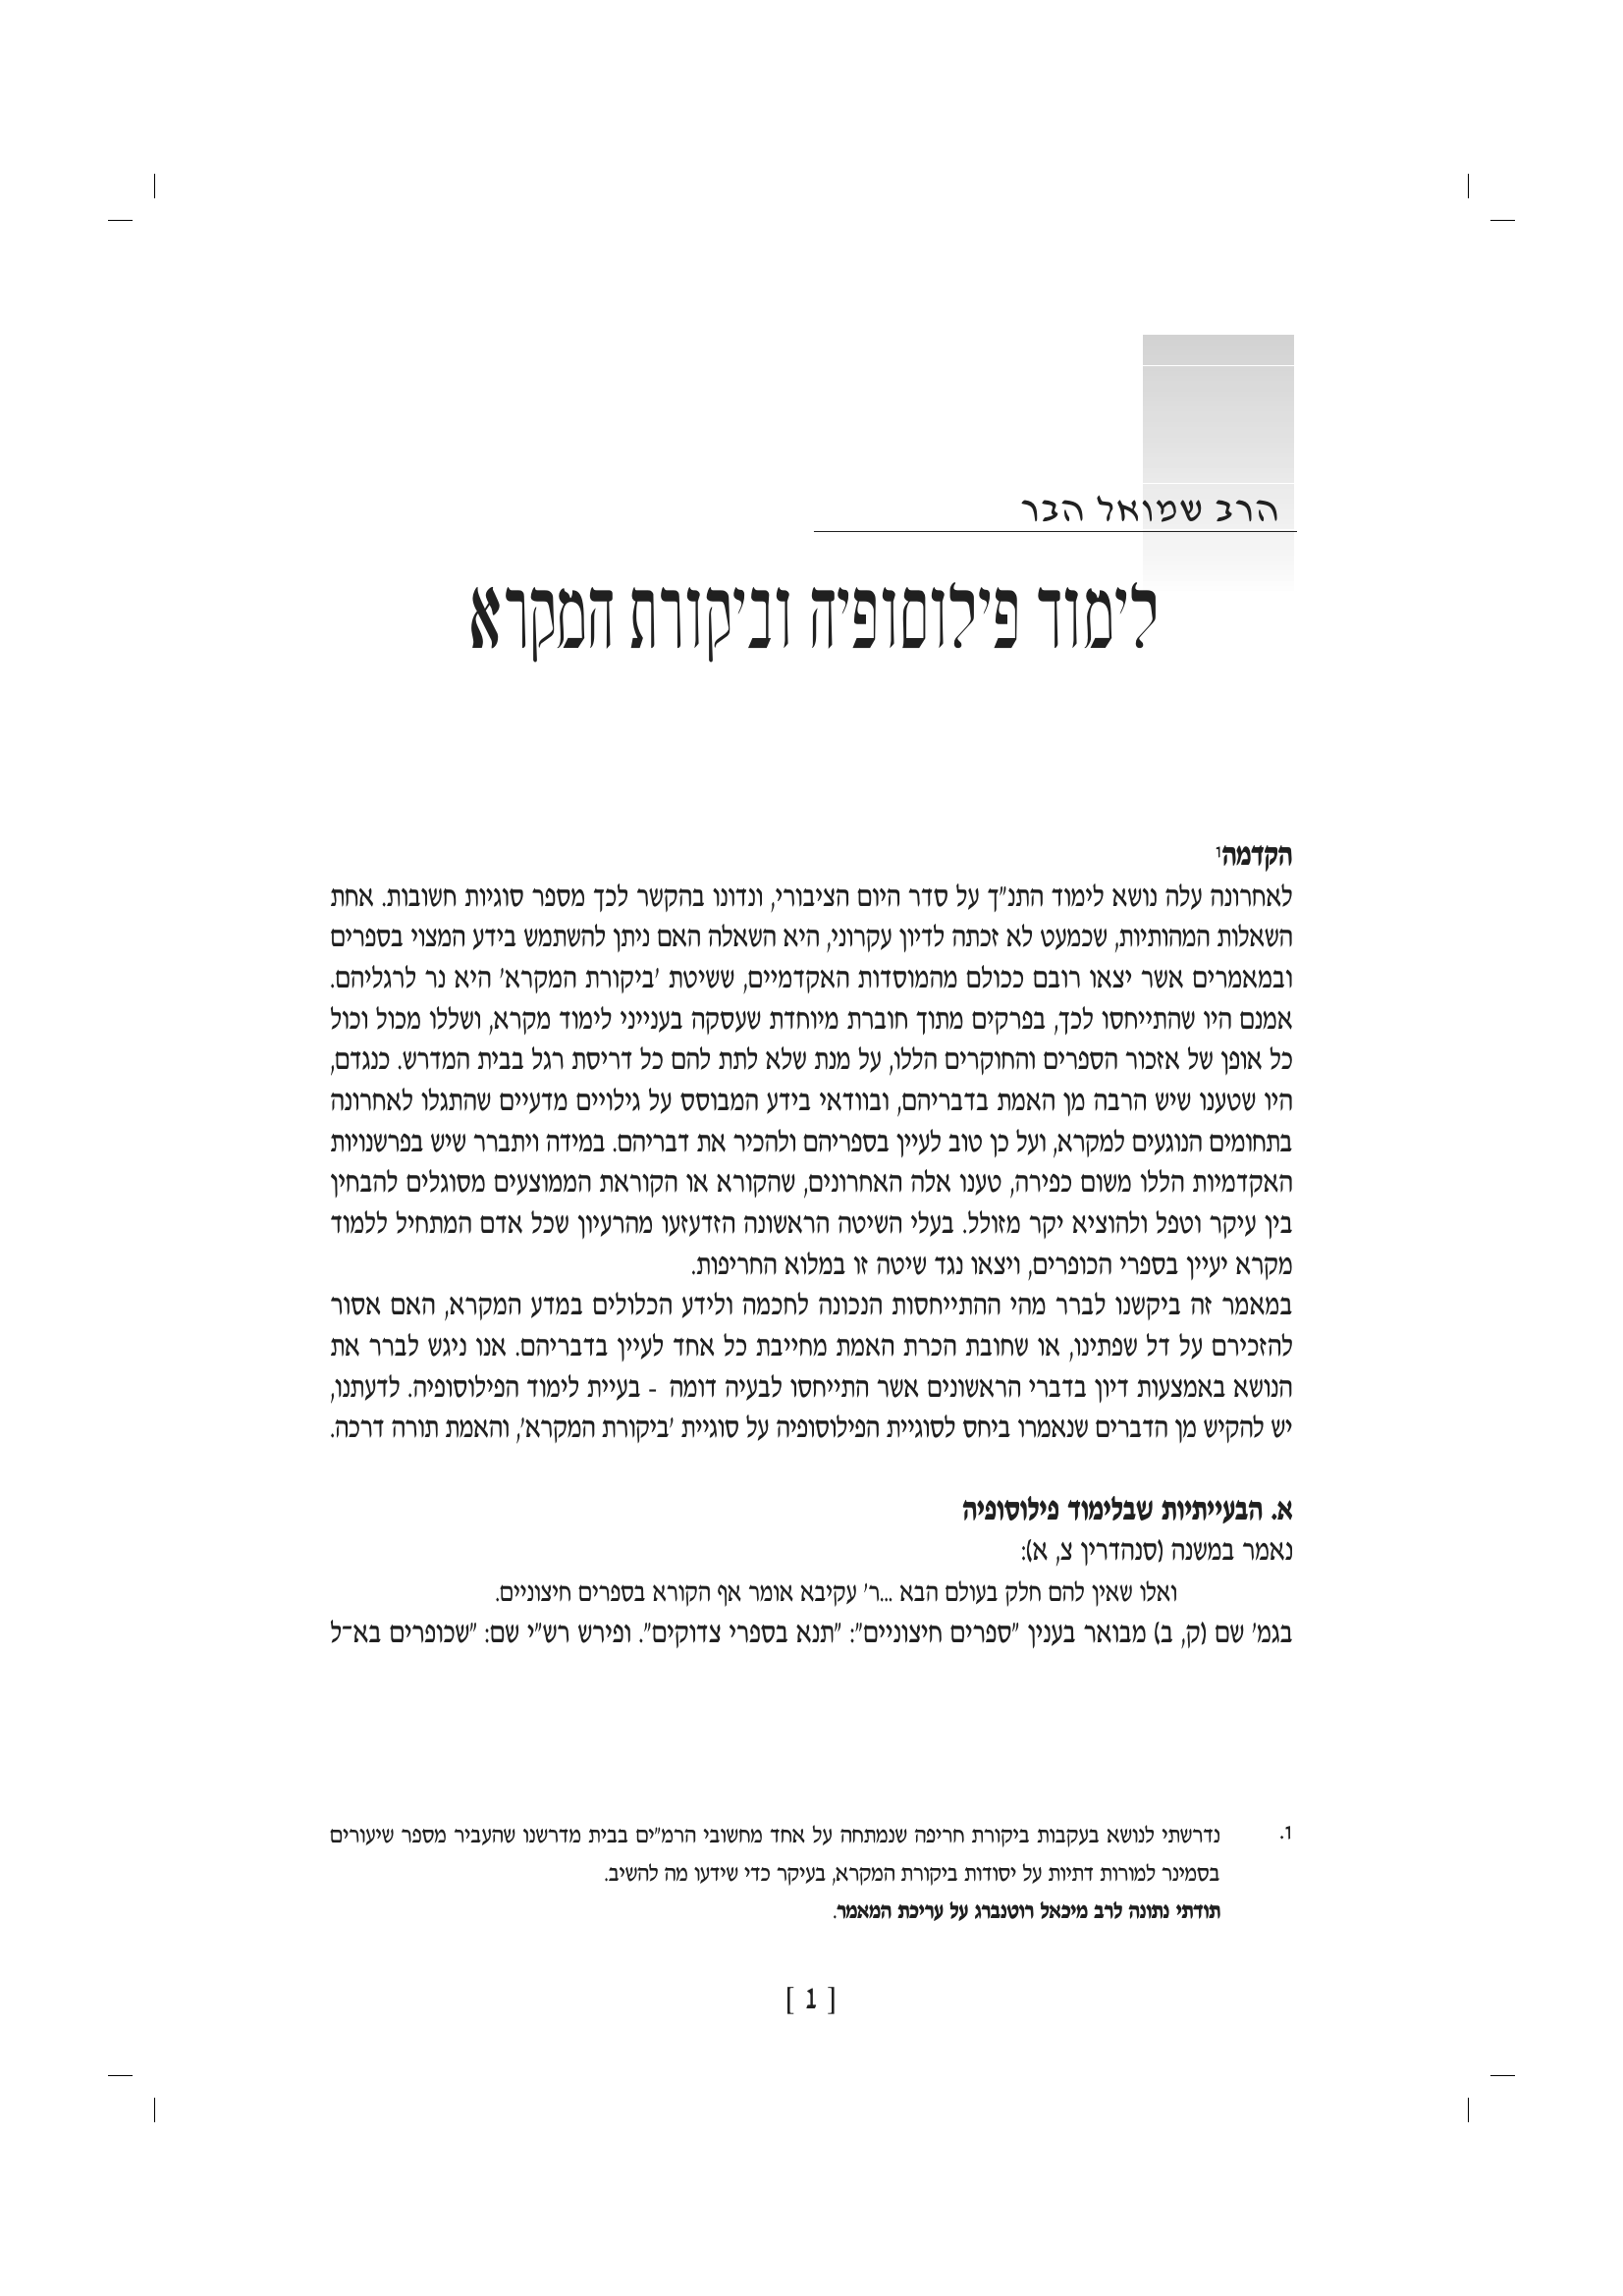 הרב שמואל הבר
לימוד פילוסופיה וביקורת המקרא
הקדמה1
לאחרונה עלה נושא לימוד התנ"ך על סדר היום הציבורי, ונדונו בהקשר לכך מספר סוגיות חשובות. אחת
השאלות המהותיות, שכמעט לא זכתה לדיון עקרוני, היא השאלה האם ניתן להשתמש בידע המצוי בספרים
ובמאמרים אשר יצאו רובם ככולם מהמוסדות האקדמיים, ששיטת 'ביקורת המקרא' היא נר לרגליהם.
אמנם היו שהתייחסו לכך, בפרקים מתוך חוברת מיוחדת שעסקה בענייני לימוד מקרא, ושללו מכול וכול
כל אופן של אזכור הספרים והחוקרים הללו, על מנת שלא לתת להם כל דריסת רגל בבית המדרש. כנגדם,
היו שטענו שיש הרבה מן האמת בדבריהם, ובוודאי בידע המבוסס על גילויים מדעיים שהתגלו לאחרונה
בתחומים הנוגעים למקרא, ועל כן טוב לעיין בספריהם ולהכיר את דבריהם. במידה ויתברר שיש בפרשנויות
האקדמיות הללו משום כפירה, טענו אלה האחרונים, שהקורא או הקוראת הממוצעים מסוגלים להבחין
בין עיקר וטפל ולהוציא יקר מזולל. בעלי השיטה הראשונה הזדעזעו מהרעיון שכל אדם המתחיל ללמוד
מקרא יעיין בספרי הכופרים, ויצאו נגד שיטה זו במלוא החריפות.
במאמר זה ביקשנו לברר מהי ההתייחסות הנכונה לחכמה ולידע הכלולים במדע המקרא, האם אסור
להזכירם על דל שפתינו, או שחובת הכרת האמת מחייבת כל אחד לעיין בדבריהם. אנו ניגש לברר את
הנושא באמצעות דיון בדברי הראשונים אשר התייחסו לבעיה דומה - בעיית לימוד הפילוסופיה. לדעתנו,
יש להקיש מן הדברים שנאמרו ביחס לסוגיית הפילוסופיה על סוגיית 'ביקורת המקרא', והאמת תורה דרכה.
א. הבעייתיות שבלימוד פילוסופיה
נאמר במשנה (סנהדרין צ, א):
ואלו שאין להם חלק בעולם הבא ...ר' עקיבא אומר אף הקורא בספרים חיצוניים.
בגמ' שם (ק, ב) מבואר בענין "ספרים חיצוניים": "תנא בספרי צדוקים". ופירש רש"י שם: "שכופרים בא-ל
1. נדרשתי לנושא בעקבות ביקורת חריפה שנמתחה על אחד מחשובי הרמ"ים בבית מדרשנו שהעביר מספר שיעורים
בסמינר למורות דתיות על יסודות ביקורת המקרא, בעיקר כדי שידעו מה להשיב.
תודתי נתונה לרב מיכאל רוטנברג על עריכת המאמר.
[ 1 ]